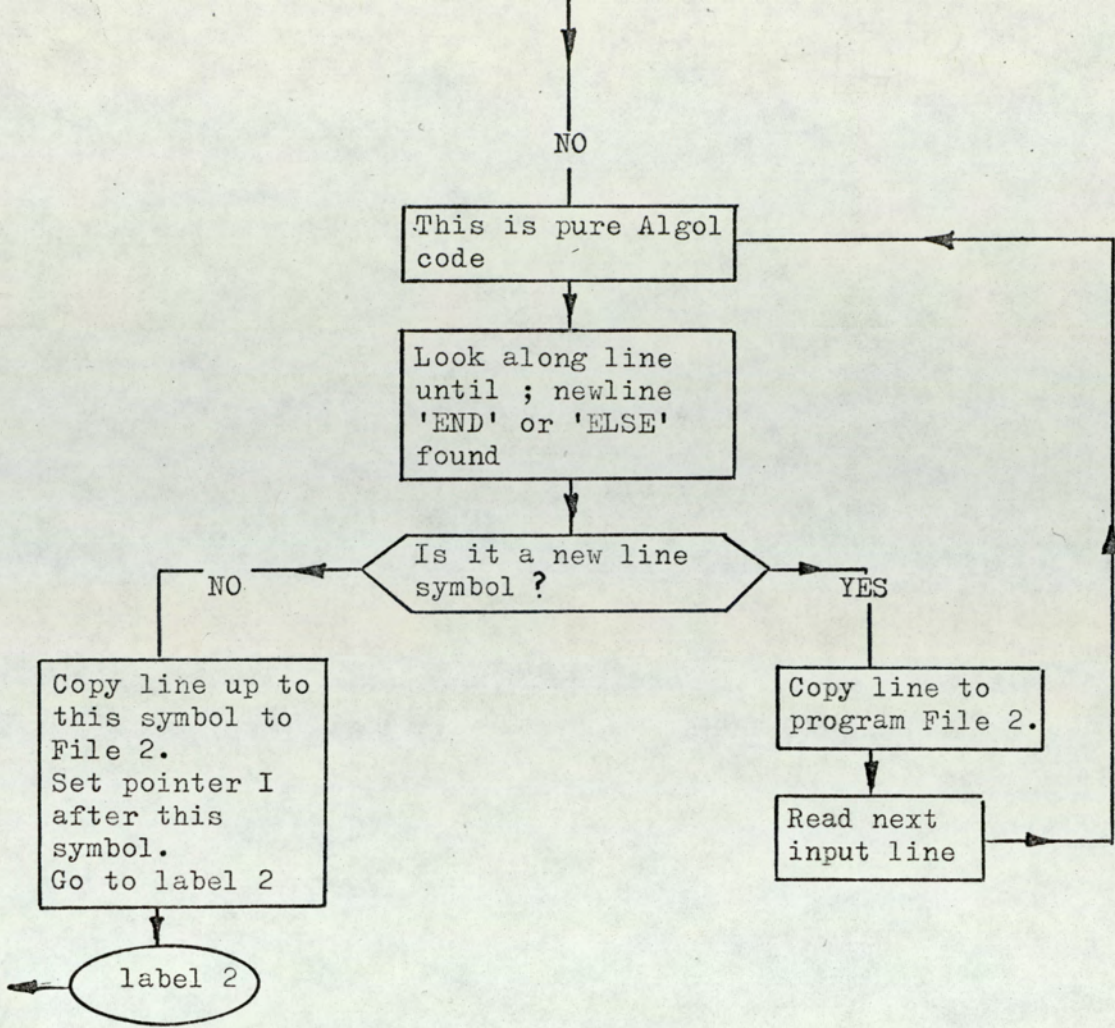 NO
This is pure Algol
code
Look along line
until ; newline
'END' or 'ELSE'
found
Is it a new line
symbol ?
NO
YES
Copy line up to
this symbol to
File 2.
Set pointer I
after this
symbol.
Go to label 2
Copy line to
program File 2.
Read next
input line
label 2